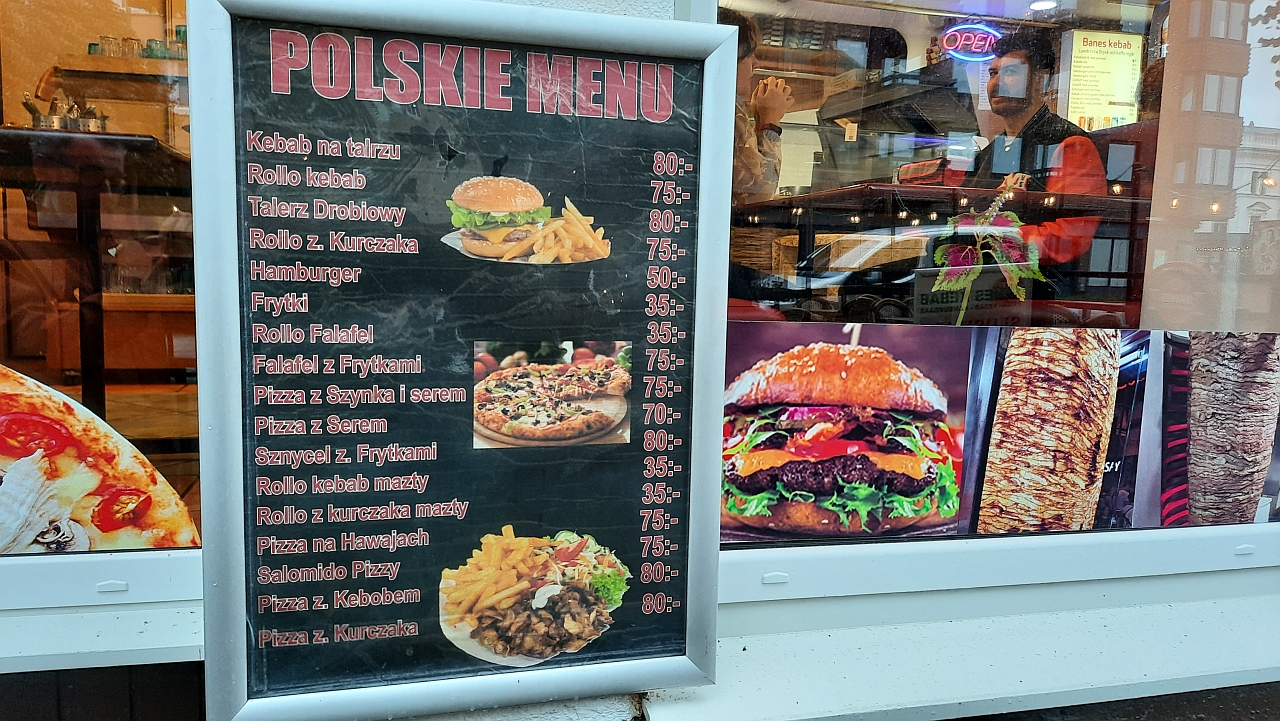 POLSKIE MENU
Kebab na talrzu 80:-
Rollo kebab 75:-
Talerz Drobiowy 80:-
Rollo z. Kurczaka 75:-
Hamburger 50:-
Frytki 35:-
Rollo Falafel 35:-
Falafel z Frytkami 75:-
Pizza z Szynka i serem 75:-
Pizza z Serem 70:-
Sznycel z. Frytkami 80:-
Rollo kebab mazty 35:-
Rollo z kurczaka mazty 35:-
Pizza na Hawajach 75:-
Salomido Pizzy 75:-
Pizza z. Kebobem 80:-
Pizza z. Kurczaka 80:-
OPEN
Banes kebab